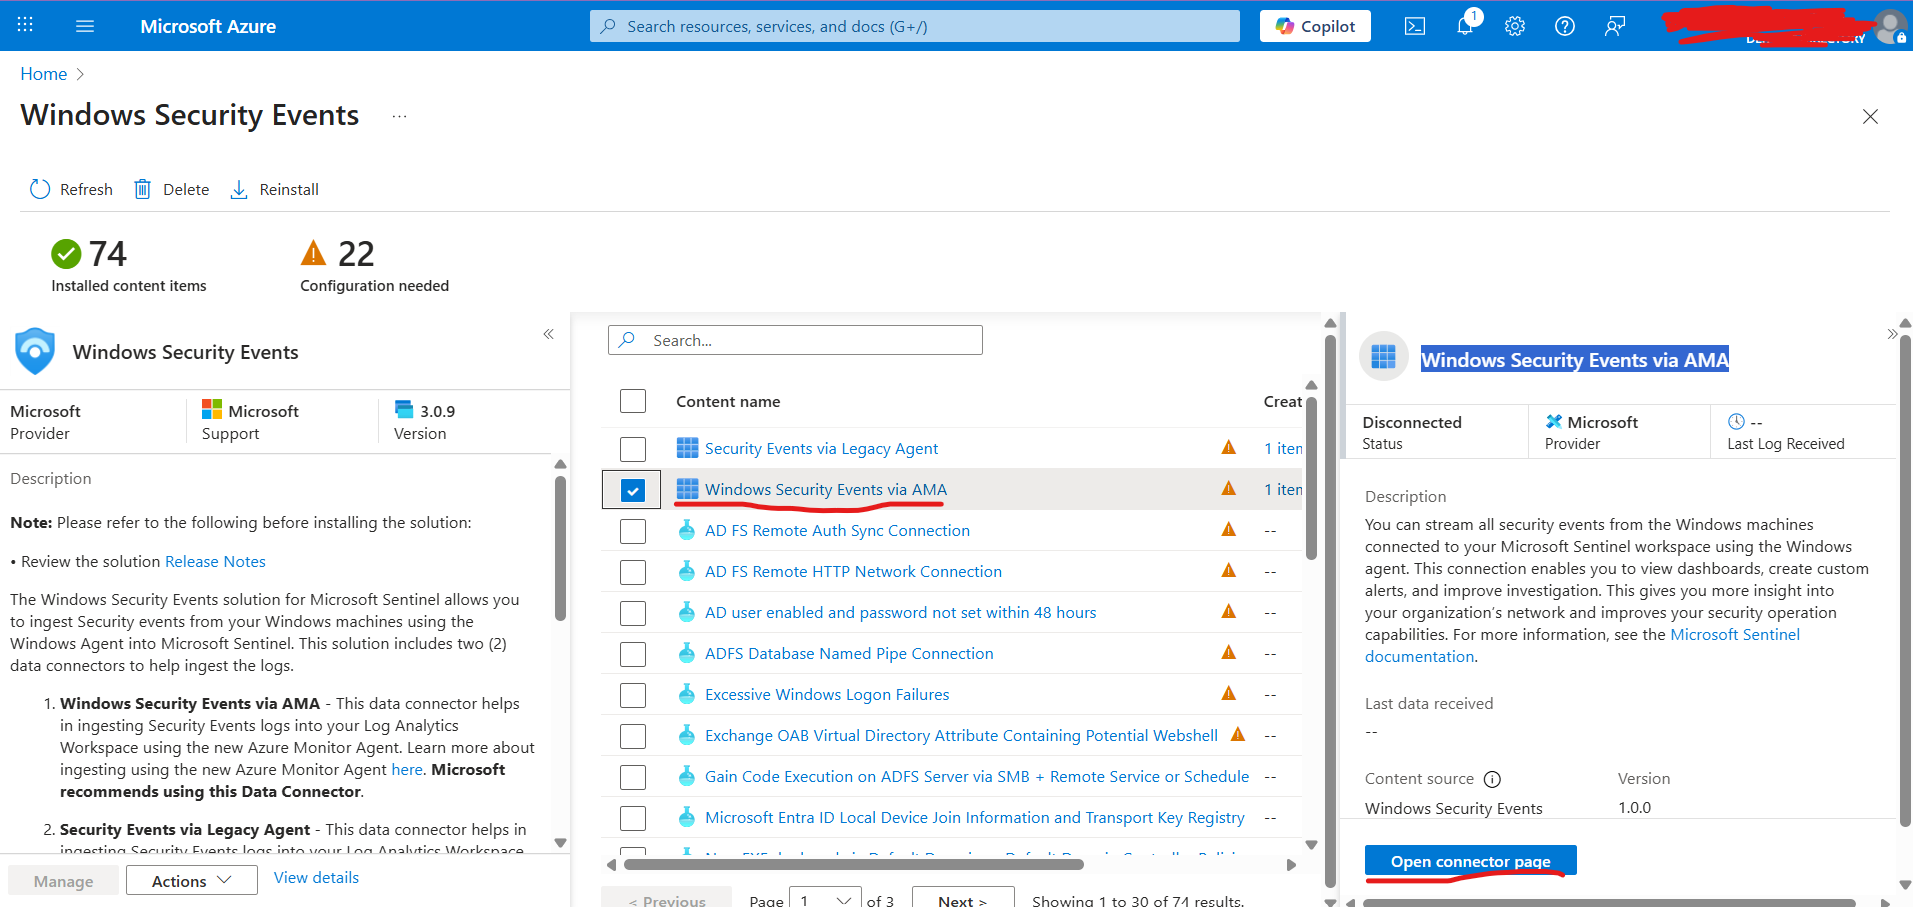 Microsoft Azure
Search resources, services, and docs (G+/)
Copilot
1
Home
Windows Security Events
...
Refresh
Delete
Reinstall
74
Installed content items
22
Configuration needed
Windows Security Events
Microsoft
Provider
Microsoft
Support
3.0.9
Version
Description
Note: Please refer to the following before installing the solution:
• Review the solution Release Notes
The Windows Security Events solution for Microsoft Sentinel allows you
to ingest Security events from your Windows machines using the
Windows Agent into Microsoft Sentinel. This solution includes two (2)
data connectors to help ingest the logs.
1. Windows Security Events via AMA - This data connector helps
in ingesting Security Events logs into your Log Analytics
Workspace using the new Azure Monitor Agent. Learn more about
ingesting using the new Azure Monitor Agent here. Microsoft
recommends using this Data Connector.
2. Security Events via Legacy Agent - This data connector helps in
ingesting Security Events logs into your Log Analytics Workspace
Manage
Actions
View details
Search...
Content name
Creat
Security Events via Legacy Agent
1 iten
Windows Security Events via AMA
1 iten
AD FS Remote Auth Sync Connection
--
AD FS Remote HTTP Network Connection
--
AD user enabled and password not set within 48 hours
--
ADFS Database Named Pipe Connection
--
Excessive Windows Logon Failures
--
Exchange OAB Virtual Directory Attribute Containing Potential Webshell
--
Gain Code Execution on ADFS Server via SMB + Remote Service or Schedule
--
Microsoft Entra ID Local Device Join Information and Transport Key Registry
--
< Previous
Page
1
of 3
Next >
Showing 1 to 30 of 74 results.
Windows Security Events via AMA
Disconnected
Status
Microsoft
Provider
--
Last Log Received
Description
You can stream all security events from the Windows machines
connected to your Microsoft Sentinel workspace using the Windows
agent. This connection enables you to view dashboards, create custom
alerts, and improve investigation. This gives you more insight into
your organization's network and improves your security operation
capabilities. For more information, see the Microsoft Sentinel
documentation.
Last data received
--
Content source
Windows Security Events
Version
1.0.0
Open connector page